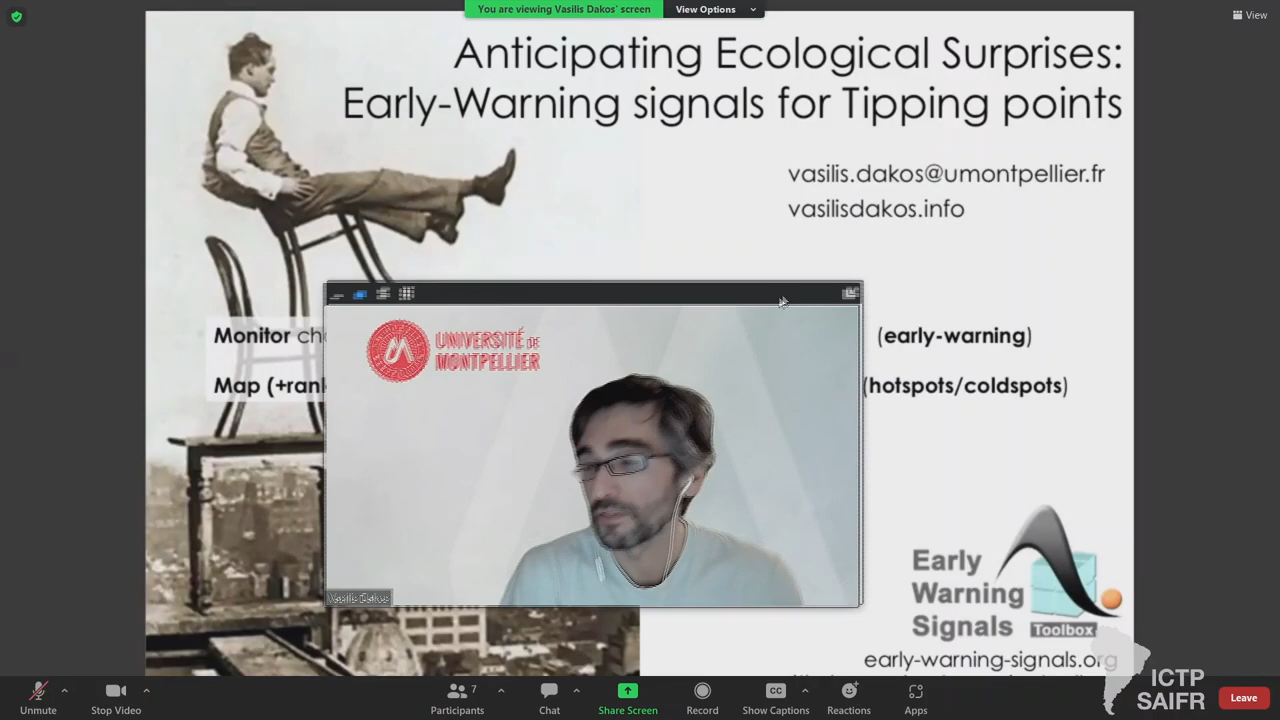 You are viewing Vasilis Dakos' screen
View Options
View
Anticipating Ecological Surprises:
Early-Warning signals for Tipping points
vasilis.dakos@umontpellier.fr
vasilisdakos.info
Monitor
(early-warning)
Map
(hotspots/coldspots)
UNIVERSITÉ DE
MONTPELLIER
Vasilis Dakos
Early
Warning
Signals
Toolbox
early-warning-signals.org
ICTP
SAIFR
Unmute
Stop Video
7
Participants
Chat
Share Screen
Record
CC
Show Captions
Reactions
Apps
Leave